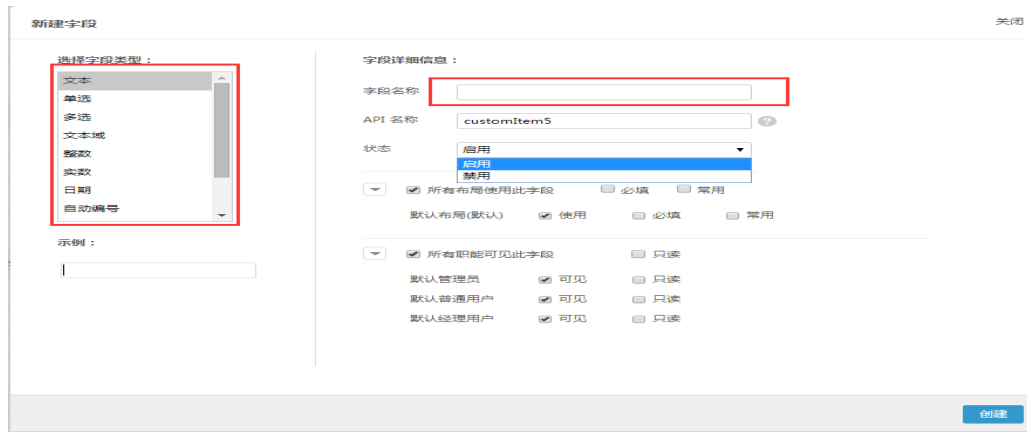 新建字段
关闭
选择字段类型：
文本
单选
多选
文本域
整数
实数
日期
自动编号
示例：
字段详细信息：
字段名称
API 名称 customItem5 ?
状态 启用
启用
禁用
所有布局使用此字段 必填 常用
默认布局(默认) 使用 必填 常用
所有职能可见此字段 只读
默认管理员 可见 只读
默认普通用户 可见 只读
默认经理用户 可见 只读
创建